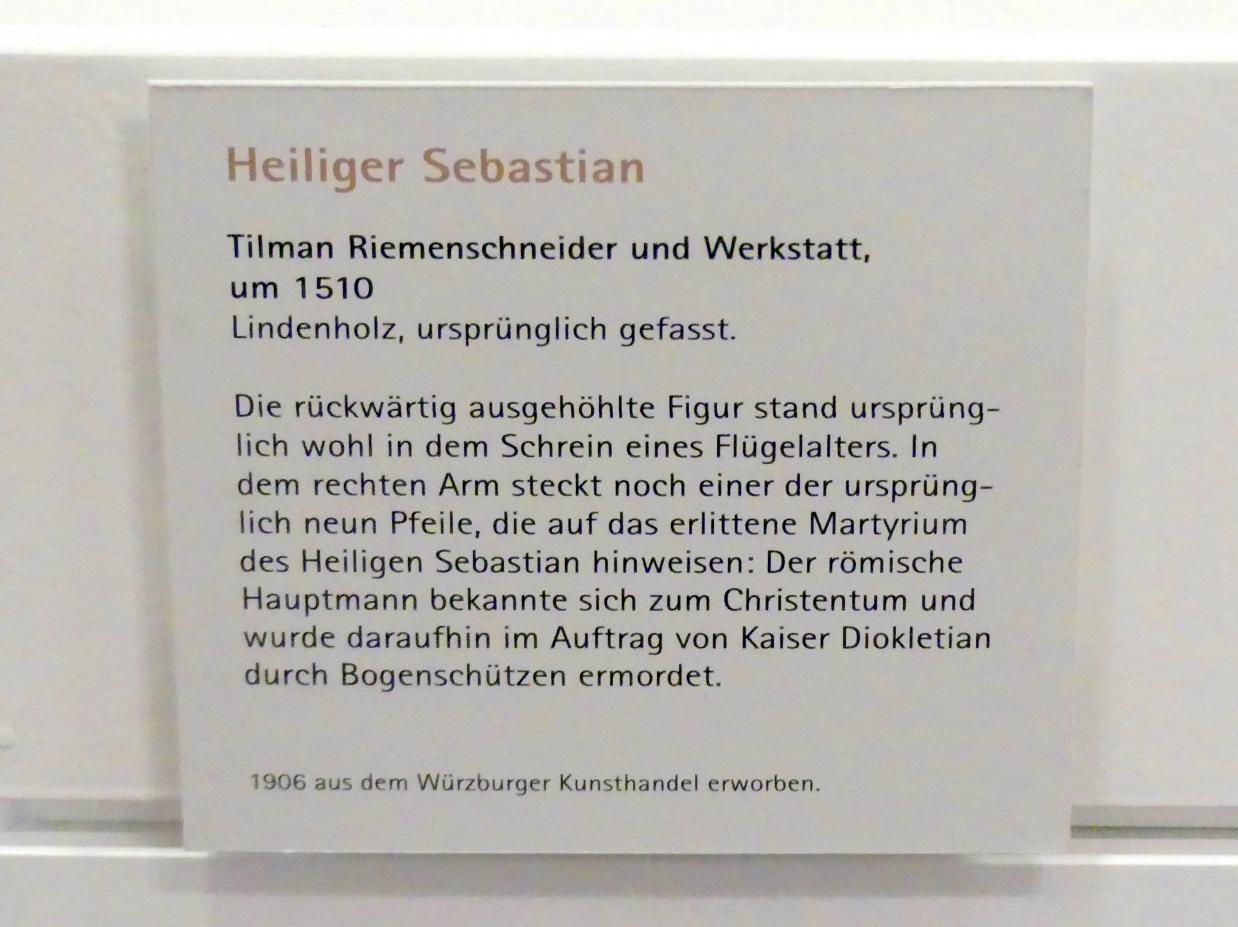 Heiliger Sebastian
Tilman Riemenschneider und Werkstatt,
um 1510
Lindenholz, ursprünglich gefasst.
Die rückwärtig ausgehöhlte Figur stand ursprüng-
lich wohl in dem Schrein eines Flügelalters. In
dem rechten Arm steckt noch einer der ursprüng-
lich neun Pfeile, die auf das erlittene Martyrium
des Heiligen Sebastian hinweisen: Der römische
Hauptmann bekannte sich zum Christentum und
wurde daraufhin im Auftrag von Kaiser Diokletian
durch Bogenschützen ermordet.
1906 aus dem Würzburger Kunsthandel erworben.